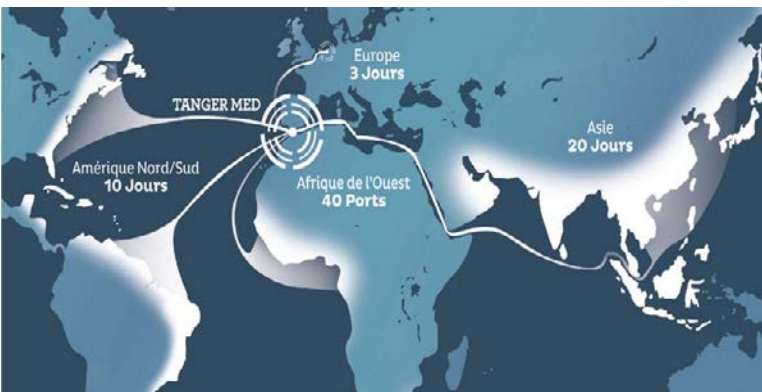 Europe
3 Jours
TANGER MED
Asie
20 Jours
Amérique Nord/Sud
10 Jours
Afrique de l'Ouest
40 Ports